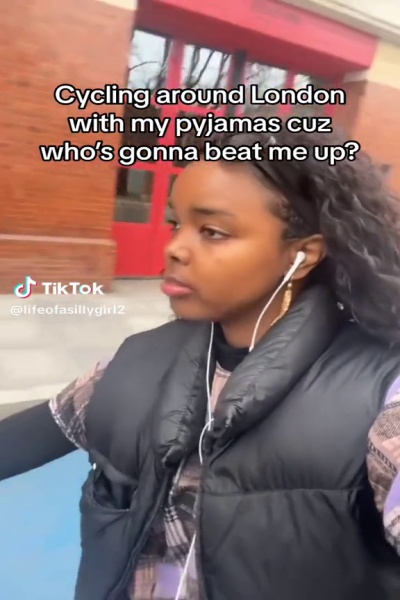 Cycling around London
with my pyjamas cuz
who's gonna beat me up?
TikTok
@lifeofasillygirl2